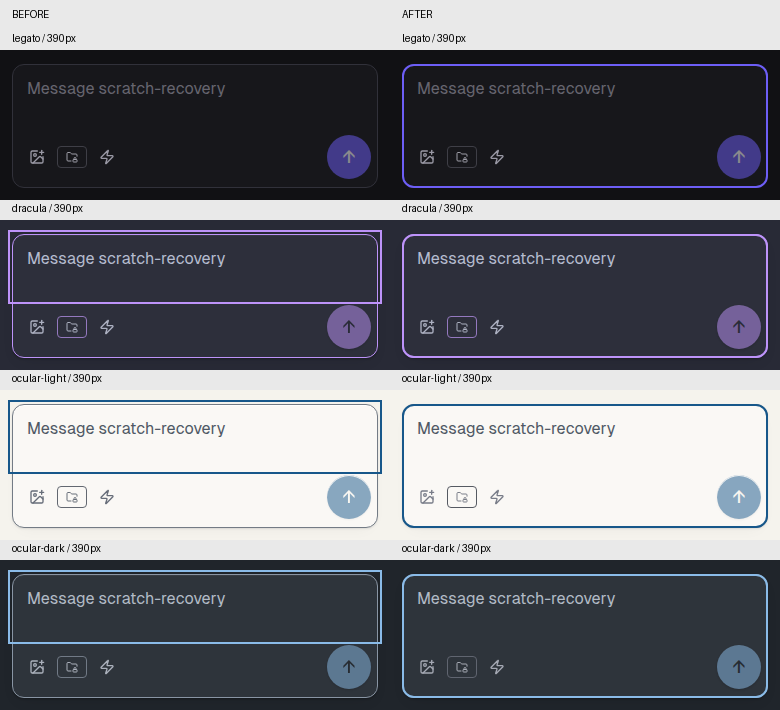 BEFORE
AFTER
legato / 390px
legato / 390px
Message scratch-recovery
Message scratch-recovery
dracula / 390px
dracula / 390px
Message scratch-recovery
Message scratch-recovery
ocular-light / 390px
ocular-light / 390px
Message scratch-recovery
Message scratch-recovery
ocular-dark / 390px
ocular-dark / 390px
Message scratch-recovery
Message scratch-recovery